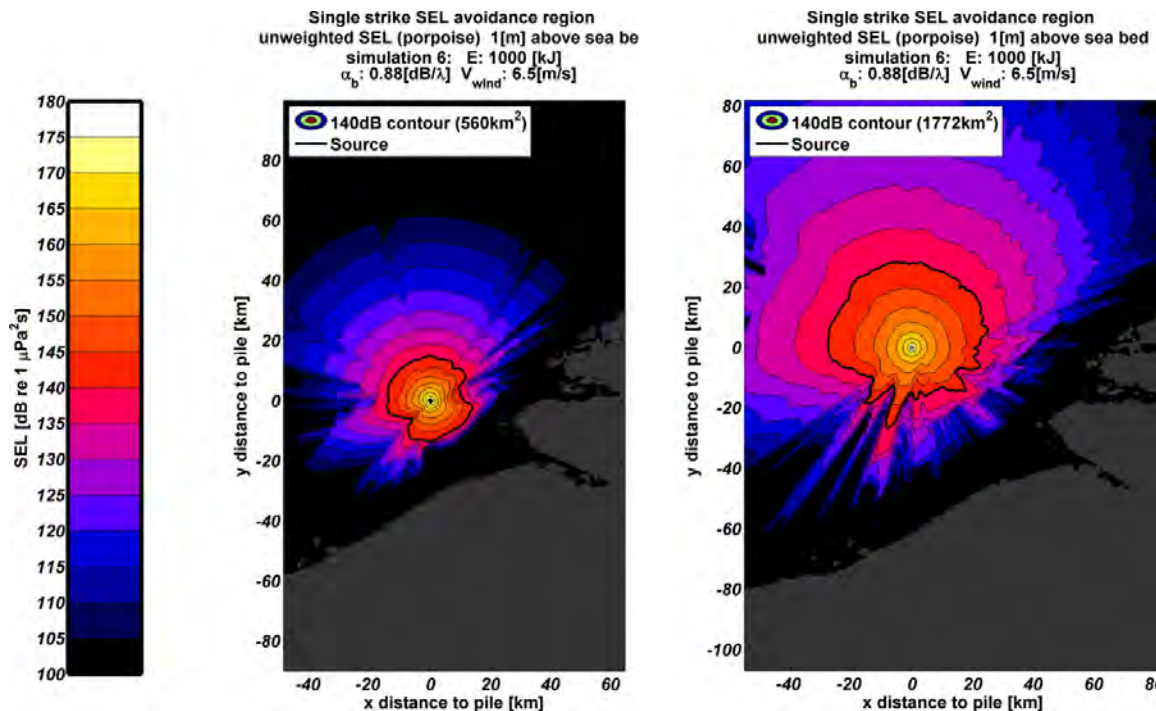 Single strike SEL avoidance region
unweighted SEL (porpoise) 1[m] above sea be
simulation 6: E: 1000 [kJ]
α_b: 0.88[dB/λ] V_wind: 6.5[m/s]
Single strike SEL avoidance region
unweighted SEL (porpoise) 1[m] above sea bed
simulation 6: E: 1000 [kJ]
α_b: 0.88[dB/λ] V_wind: 6.5[m/s]
SEL [dB re 1 μPa²s]
180
175
170
165
160
155
150
145
140
135
130
125
120
115
110
105
100
140dB contour (560km²)
Source
y distance to pile [km]
80
60
40
20
0
-20
-40
-60
-80
-40 -20 0 20 40 60
x distance to pile [km]
140dB contour (1772km²)
Source
y distance to pile [km]
80
60
40
20
0
-20
-40
-60
-80
-100
-40 -20 0 20 40 60 80
x distance to pile [km]